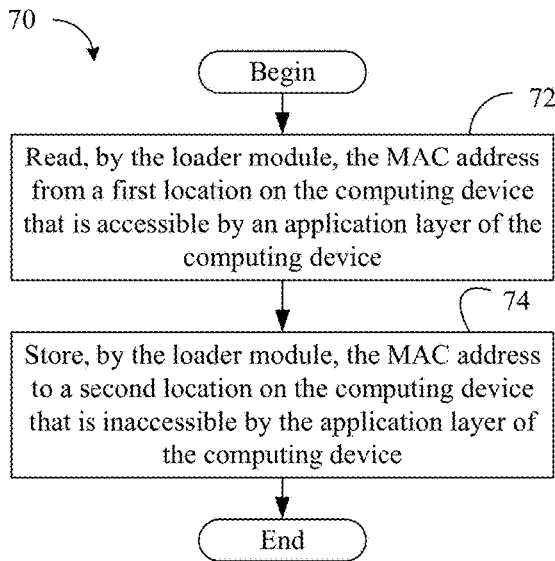 70
Begin
72
Read, by the loader module, the MAC address
from a first location on the computing device
that is accessible by an application layer of the
computing device
74
Store, by the loader module, the MAC address
to a second location on the computing device
that is inaccessible by the application layer of
the computing device
End